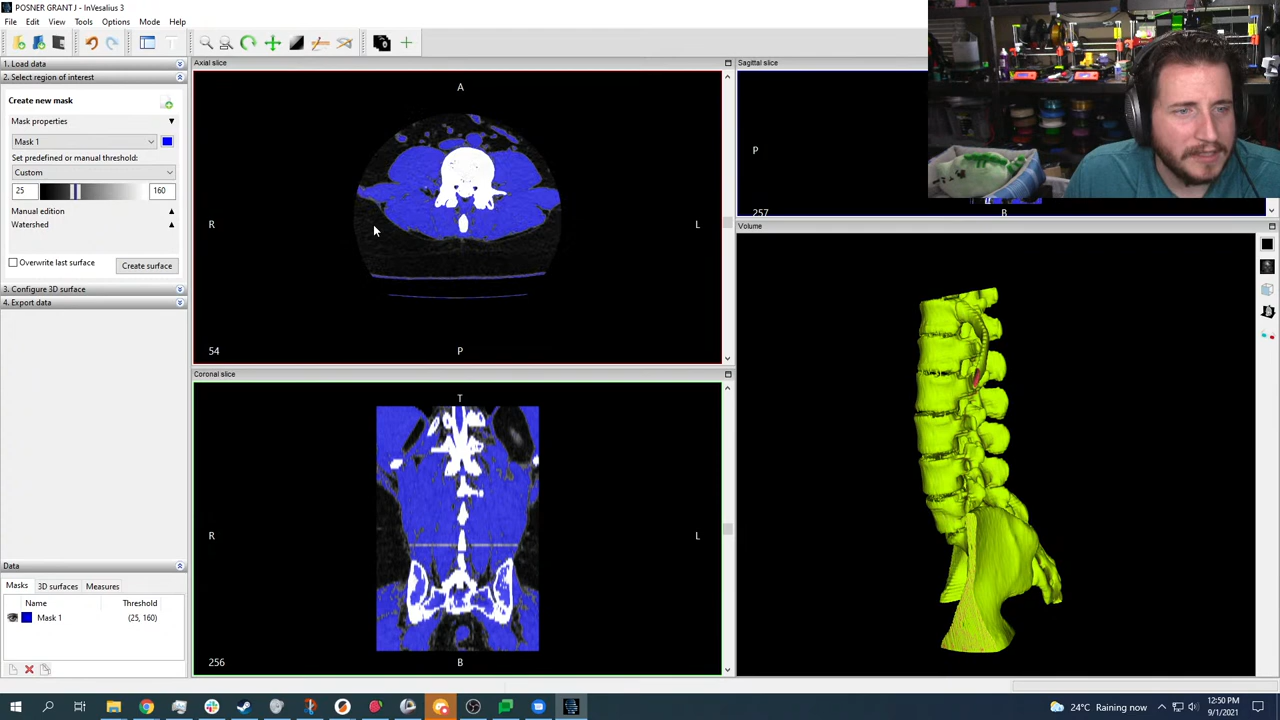 POSNER GRANT J - InVesalius 3
File Edit View Tools Options Mode Help
1. Load data
2. Select region of interest
Create new mask
Mask properties
Mask 1
Set predefined or manual threshold:
Custom
25 160
Manual edition
Watershed
Overwrite last surface Create surface
3. Configure 3D surface
4. Export data
Data
Masks 3D surfaces Measures
Name Threshold
Mask 1 (25, 160)
Axial slice
A
R L
54 P
Coronal slice
T
R L
256 B
Sagittal slice
P
257 B
Volume
24°C Raining now
12:50 PM
9/1/2021